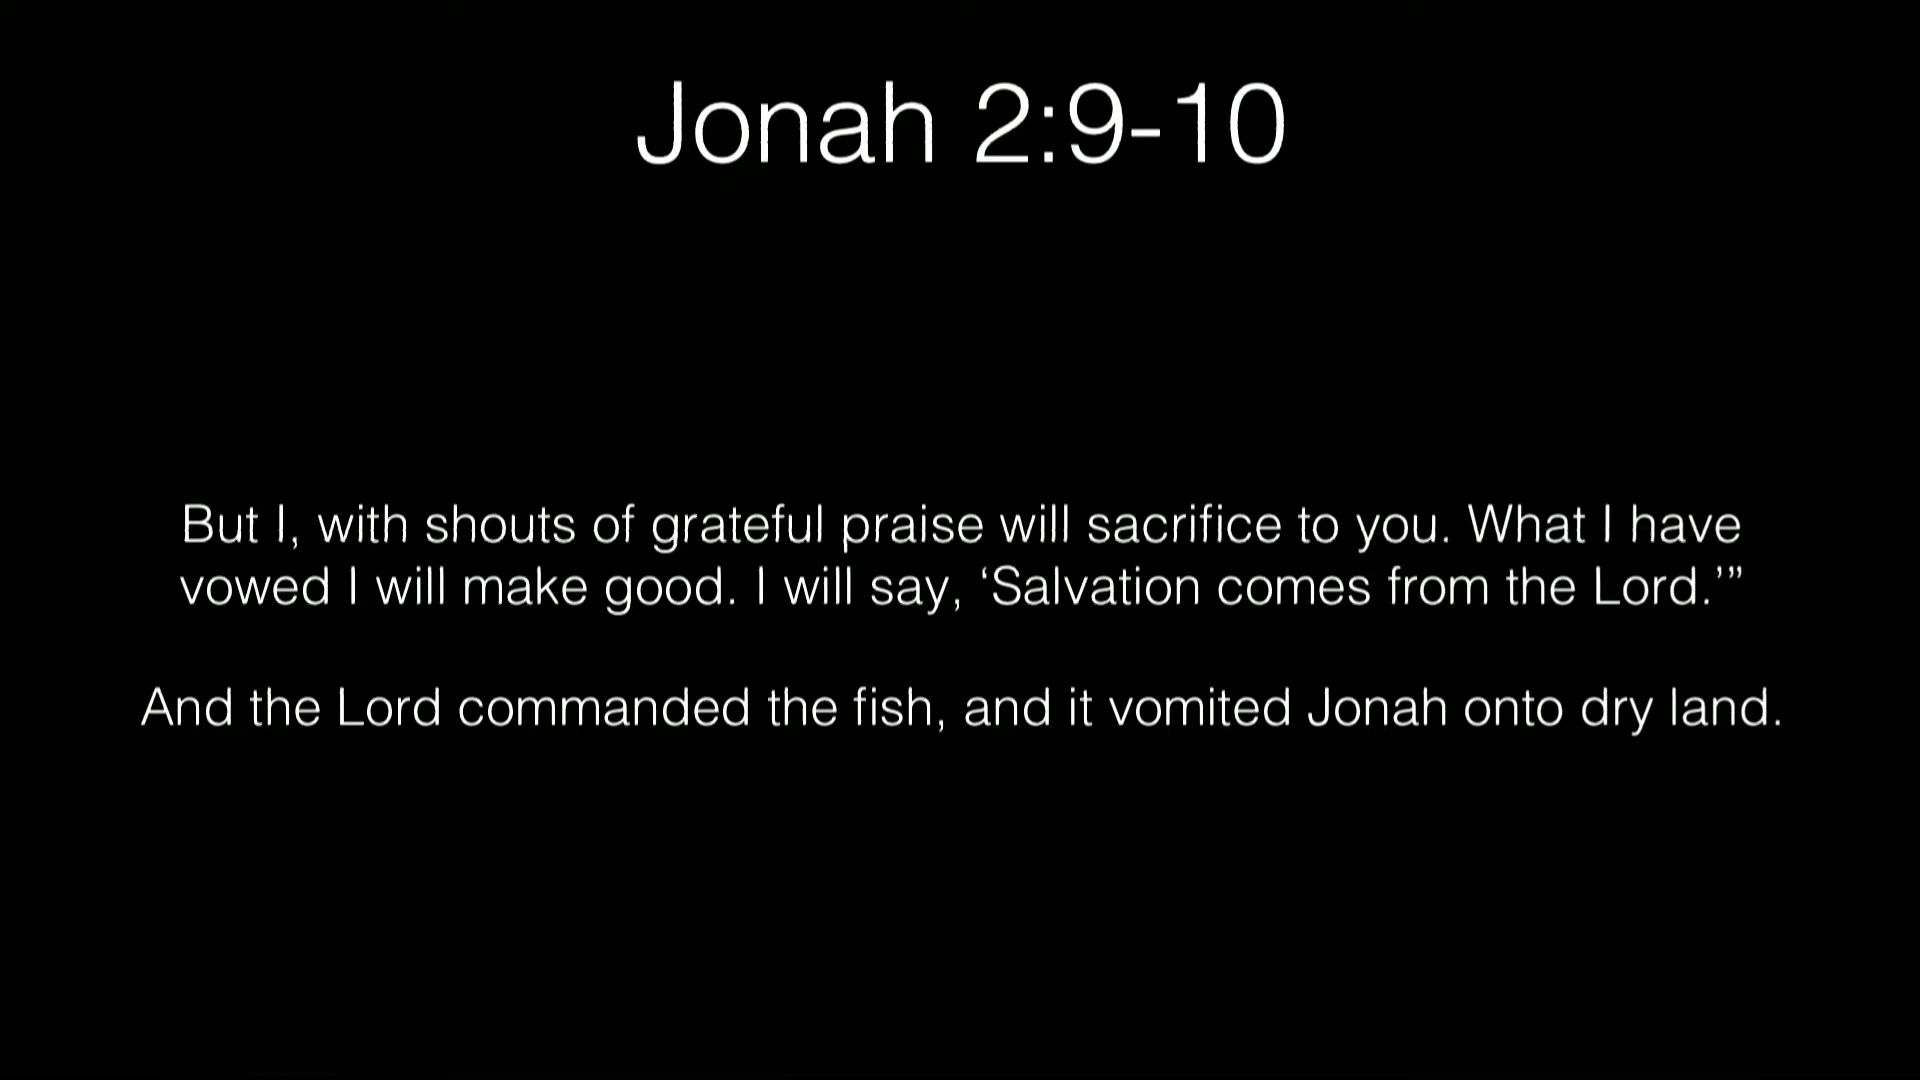 Jonah 2:9-10
But I, with shouts of grateful praise will sacrifice to you. What I have
vowed I will make good. I will say, ‘Salvation comes from the Lord.’”
And the Lord commanded the fish, and it vomited Jonah onto dry land.